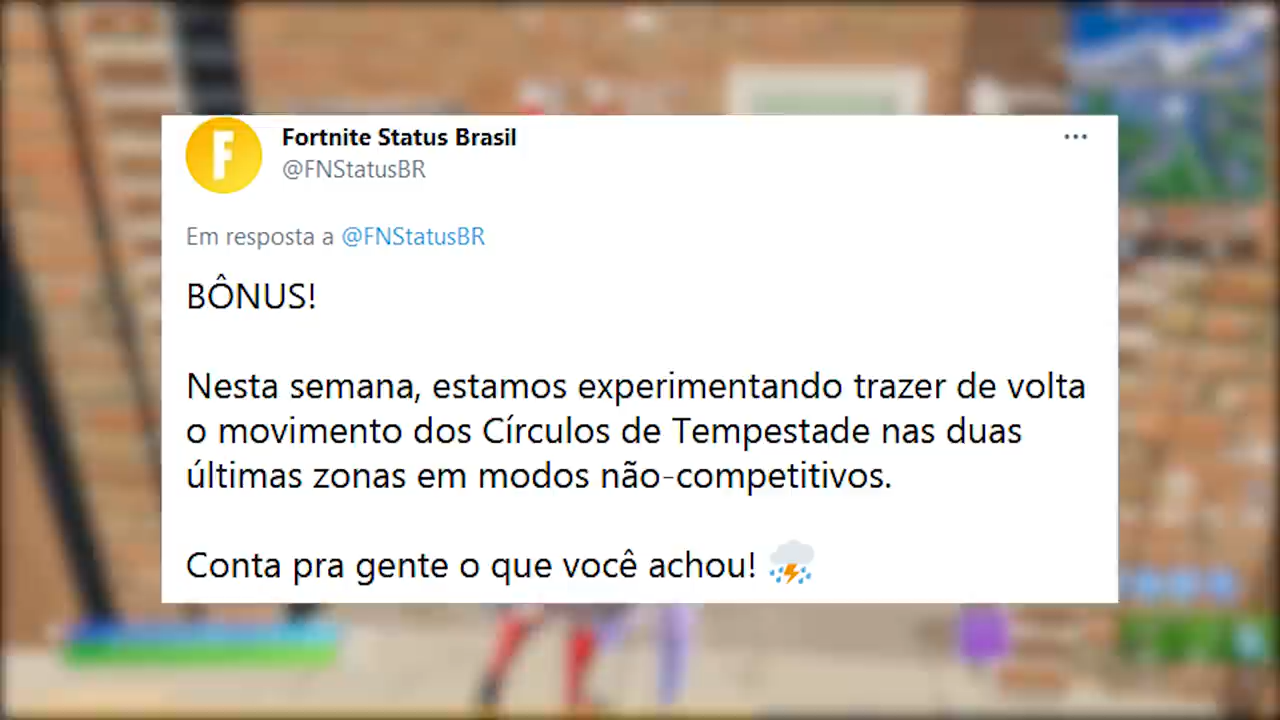 Fortnite Status Brasil
@FNStatusBR
Em resposta a @FNStatusBR
BÔNUS!
Nesta semana, estamos experimentando trazer de volta
o movimento dos Círculos de Tempestade nas duas
últimas zonas em modos não-competitivos.
Conta pra gente o que você achou! ⛈️